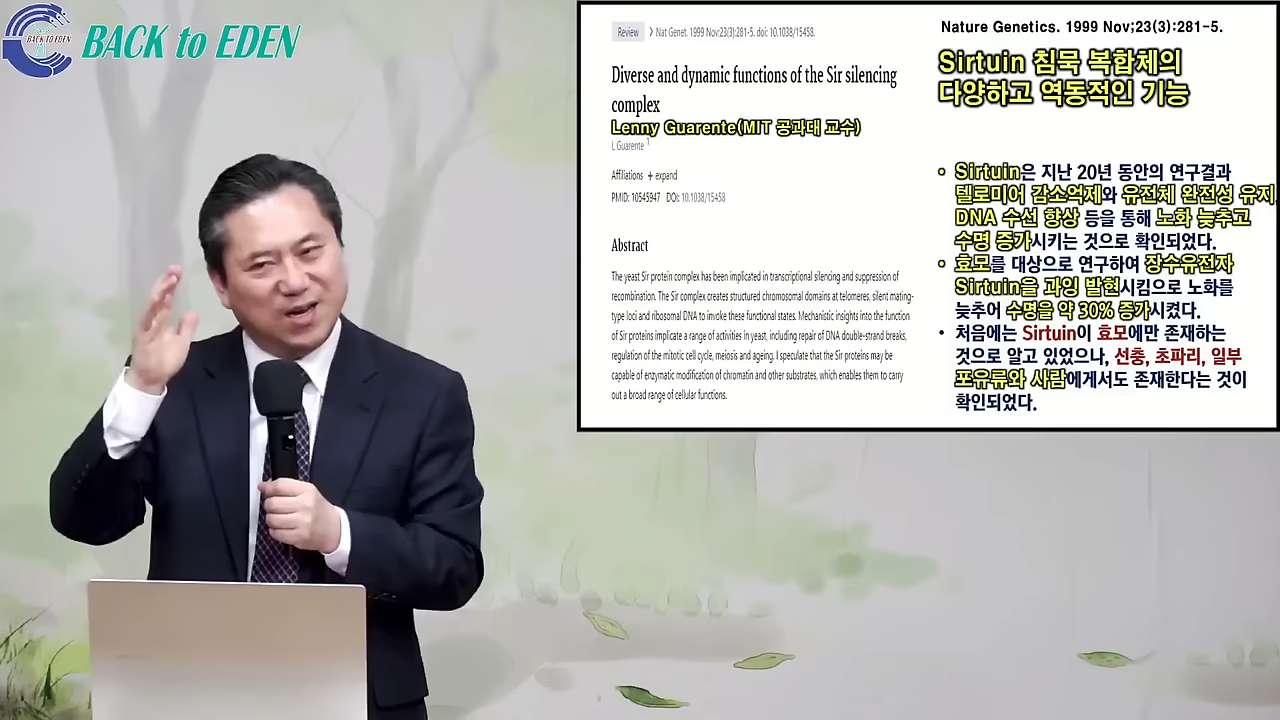 BACK TO EDEN
BACK to EDEN
Review
Nat Genet. 1999 Nov;23(3):281-5. doi: 10.1038/15458.
Diverse and dynamic functions of the Sir silencing
complex
Lenny Guarente(MIT 공과대 교수)
L Guarente 1
Affiliations + expand
PMID: 10545947 DOI: 10.1038/15458
Abstract
The yeast Sir protein complex has been implicated in transcriptional silencing and suppression of
recombination. The Sir complex creates structured chromosomal domains at telomeres, silent mating-
type loci and ribosomal DNA to invoke these functional states. Mechanistic insights into the function
of Sir proteins implicate a range of activities in yeast, including repair of DNA double-strand breaks,
regulation of the mitotic cell cycle, meiosis and ageing. I speculate that the Sir proteins may be
capable of enzymatic modification of chromatin and other substrates, which enables them to carry
out a broad range of cellular functions.
Nature Genetics. 1999 Nov;23(3):281-5.
Sirtuin 침묵 복합체의
다양하고 역동적인 기능
• Sirtuin은 지난 20년 동안의 연구결과
텔로미어 감소억제와 유전체 완전성 유지,
DNA 수선 향상 등을 통해 노화 늦추고
수명 증가시키는 것으로 확인되었다.
• 효모를 대상으로 연구하여 장수유전자
Sirtuin을 과잉 발현시킴으로 노화를
늦추어 수명을 약 30% 증가시켰다.
• 처음에는 Sirtuin이 효모에만 존재하는
것으로 알고 있었으나, 선충, 초파리, 일부
포유류와 사람에게서도 존재한다는 것이
확인되었다.